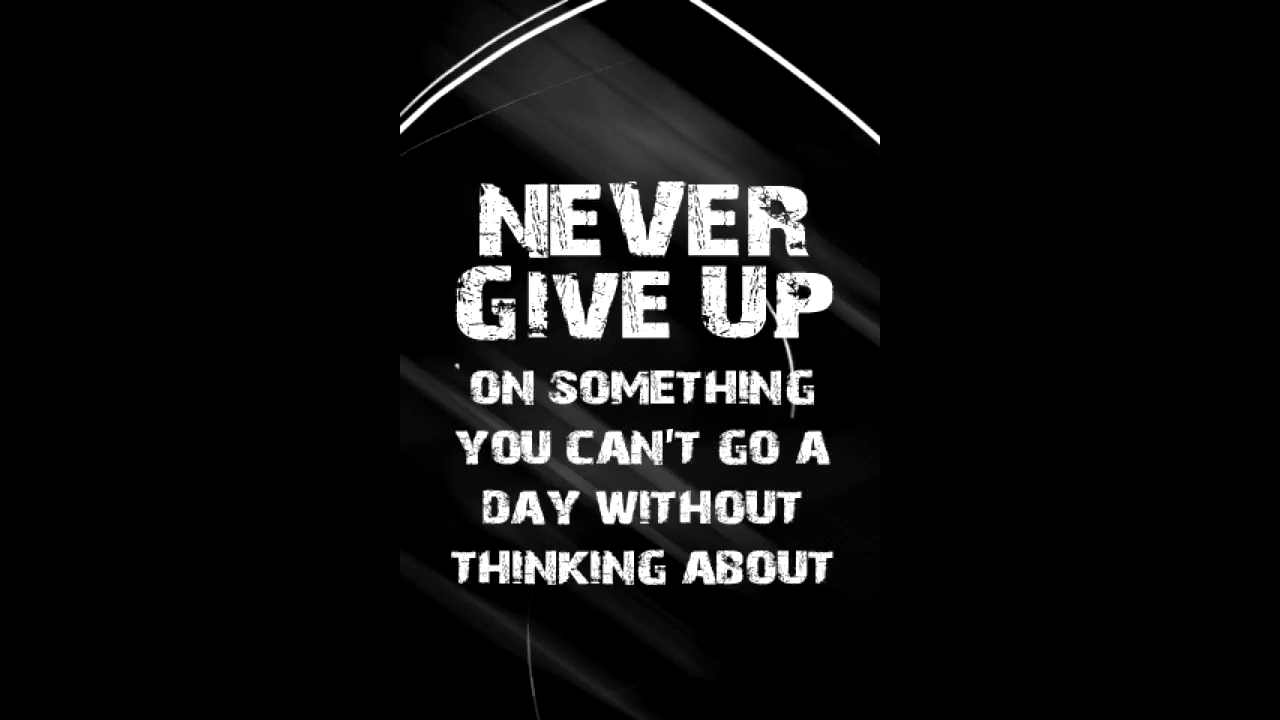 NEVER
GIVE UP
ON SOMETHING
YOU CAN'T GO A
DAY WITHOUT
THINKING ABOUT